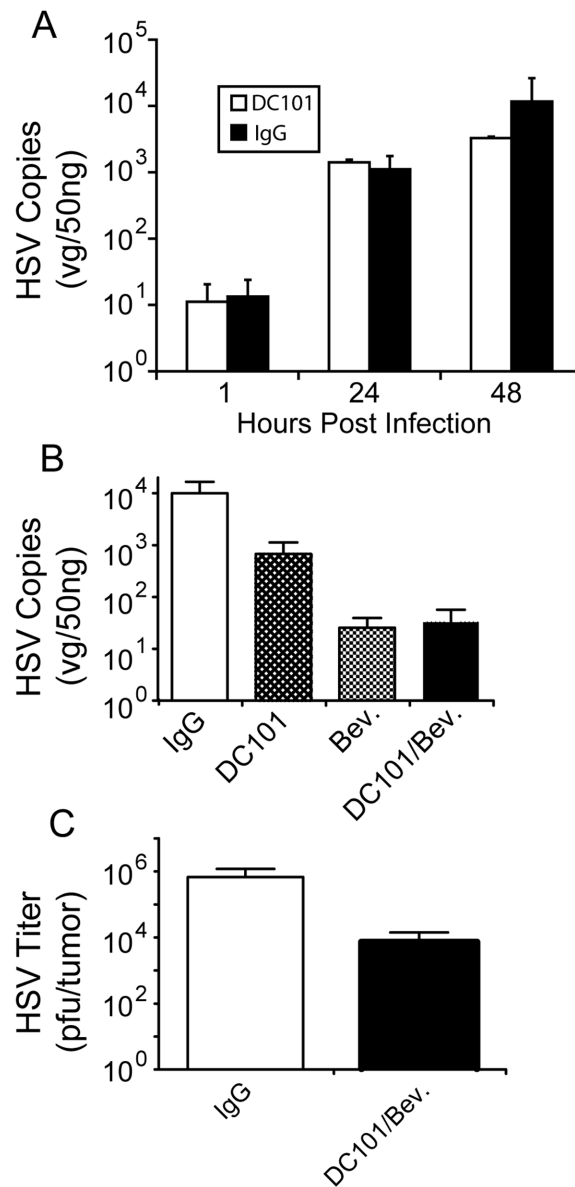 A
HSV Copies
(vg/50ng)
10^5
10^4
10^3
10^2
10^1
10^0
DC101
IgG
1
24
48
Hours Post Infection
B
HSV Copies
(vg/50ng)
10^4
10^3
10^2
10^1
10^0
IgG
DC101
Bev.
DC101/Bev.
C
HSV Titer
(pfu/tumor)
10^6
10^4
10^2
10^0
IgG
DC101/Bev.